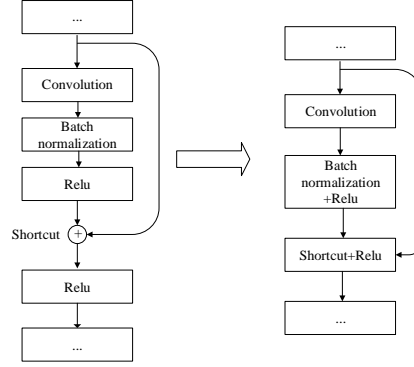 ...
Convolution
Batch
normalization
Relu
Shortcut +
Relu
...
...
Convolution
Batch
normalization
+Relu
Shortcut+Relu
...